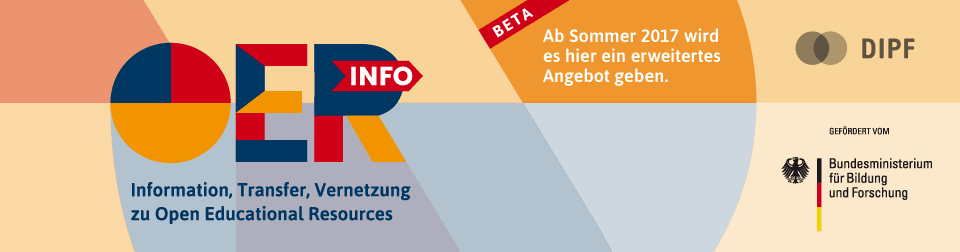 OER
INFO
Information, Transfer, Vernetzung
zu Open Educational Resources
BETA
Ab Sommer 2017 wird
es hier ein erweitertes
Angebot geben.
DIPF
GEFÖRDERT VOM
Bundesministerium
für Bildung
und Forschung